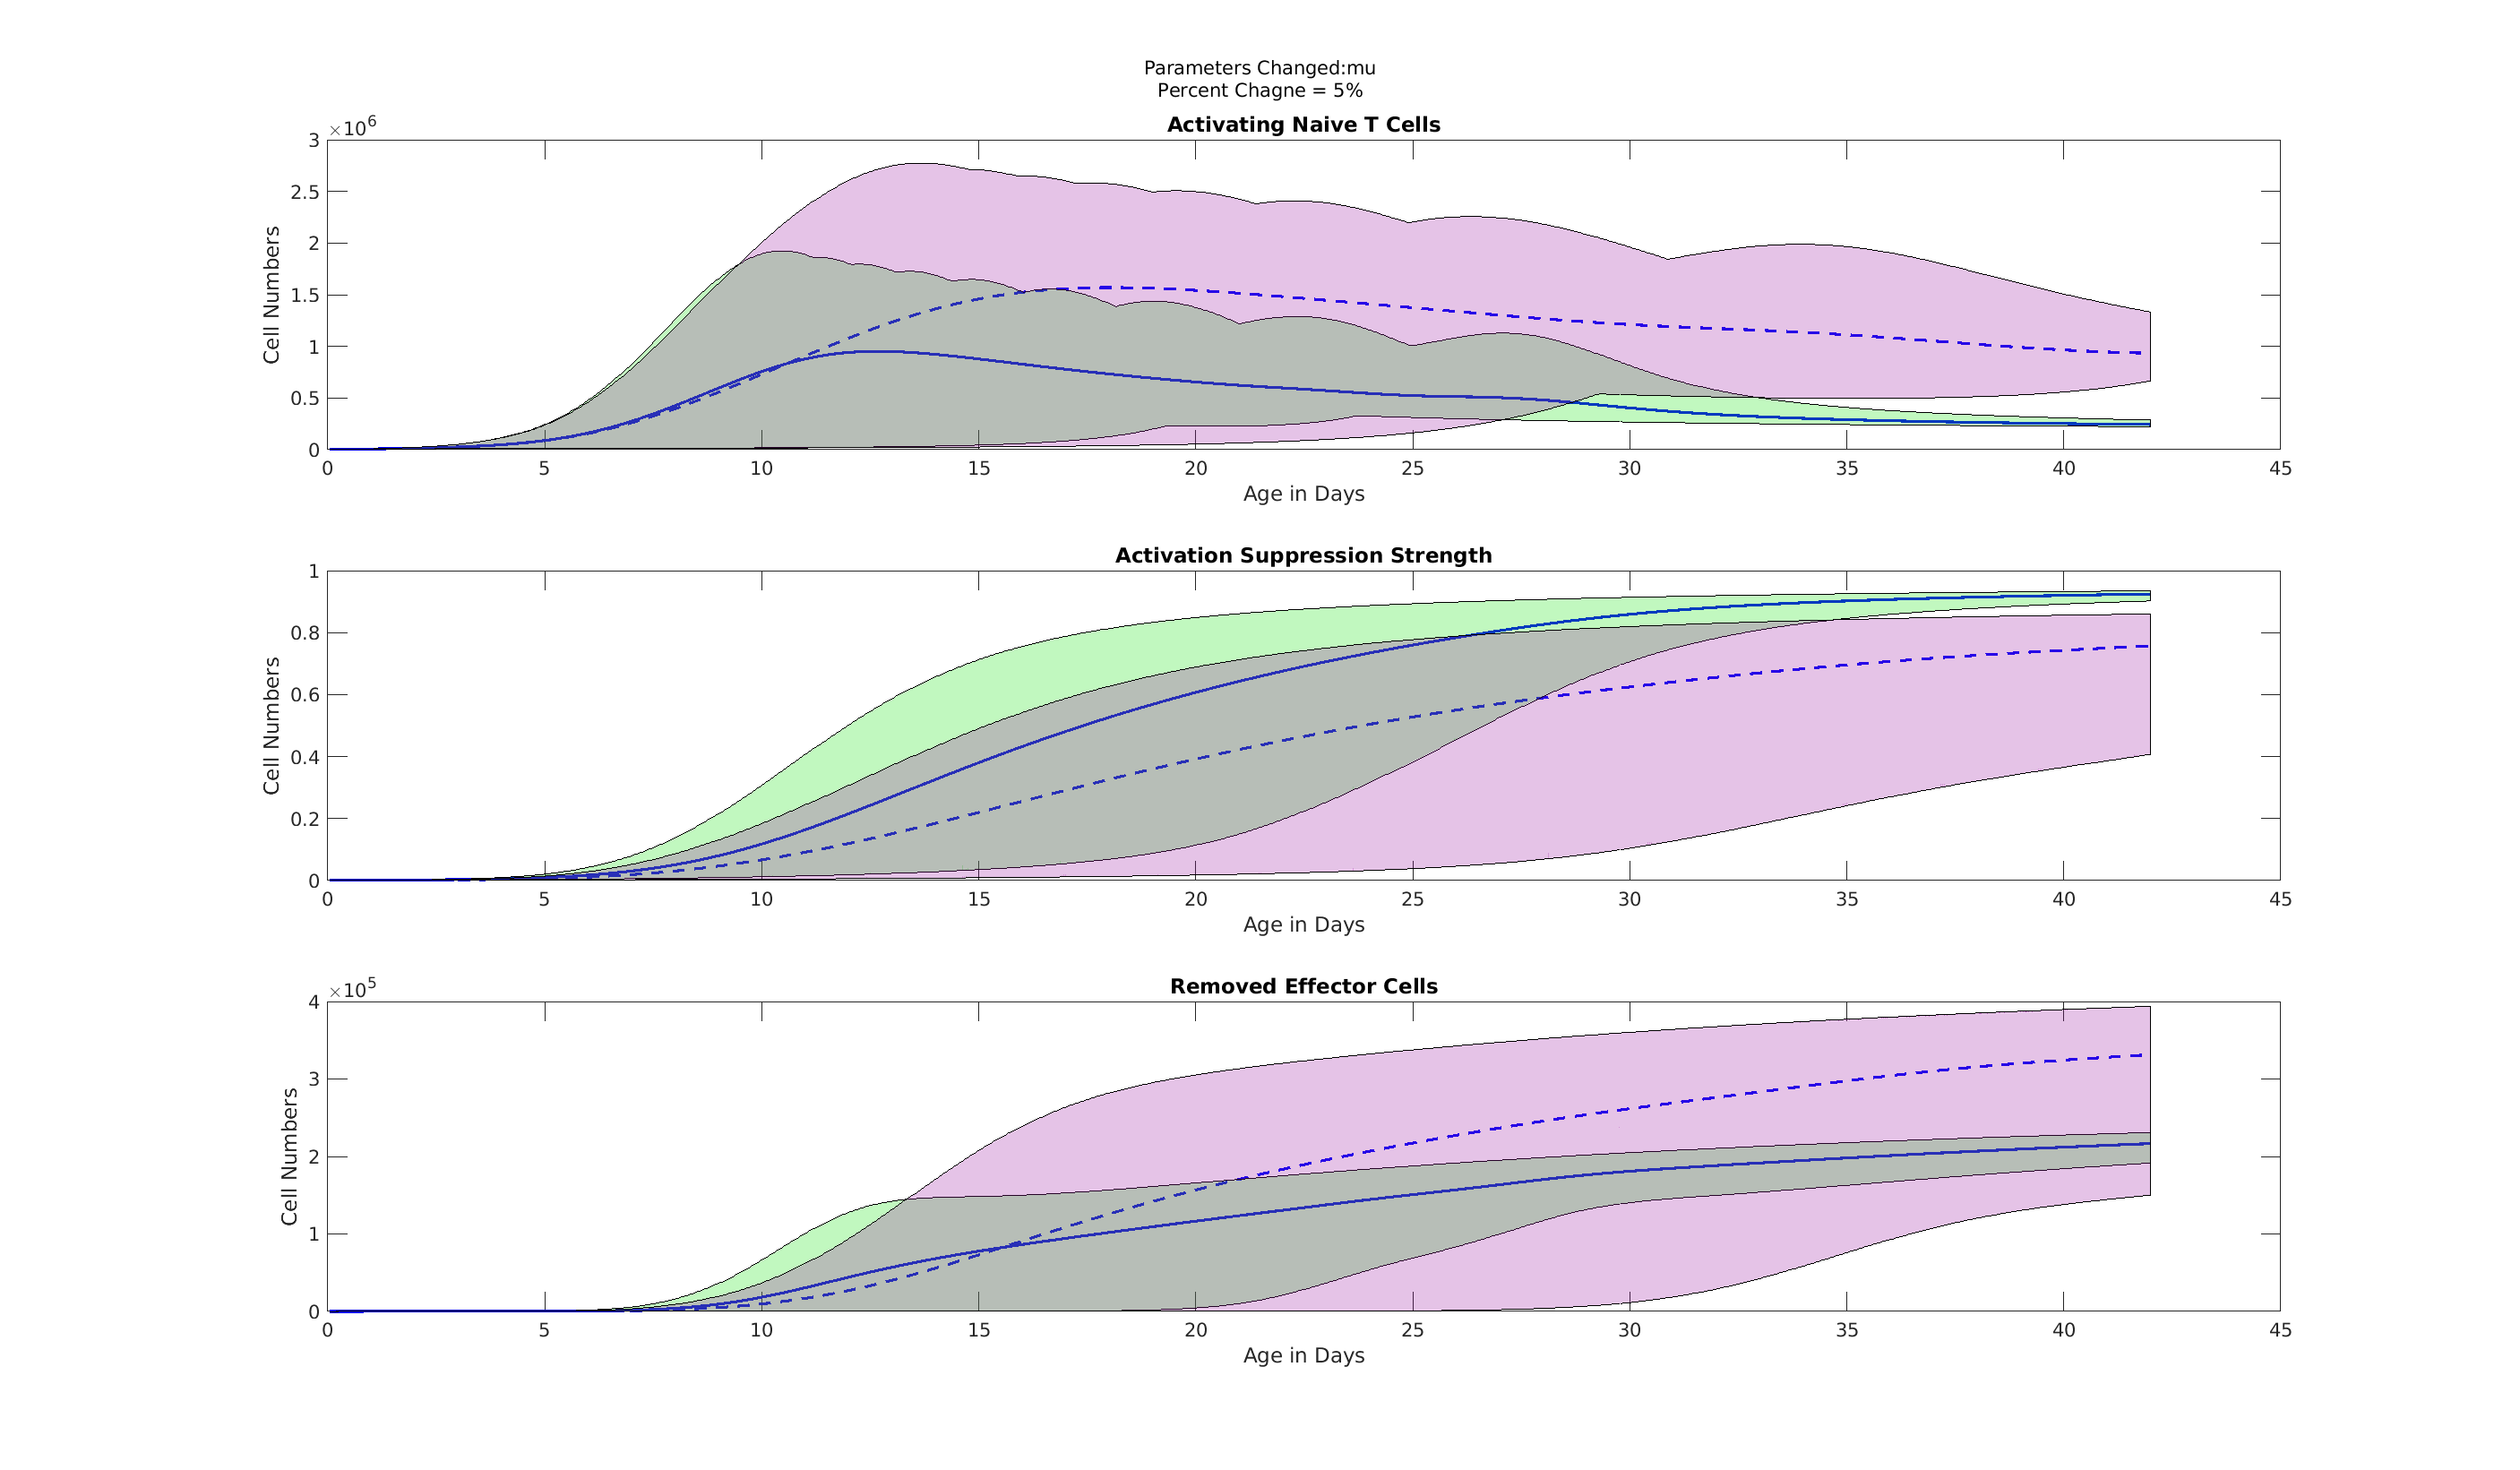 Parameters Changed:mu
Percent Chagne = 5%
Activating Naive T Cells
×10^6
3
2.5
2
1.5
1
0.5
0
Cell Numbers
0 5 10 15 20 25 30 35 40 45
Age in Days
Activation Suppression Strength
1
0.8
0.6
0.4
0.2
0
Cell Numbers
0 5 10 15 20 25 30 35 40 45
Age in Days
Removed Effector Cells
×10^5
4
3
2
1
0
Cell Numbers
0 5 10 15 20 25 30 35 40 45
Age in Days